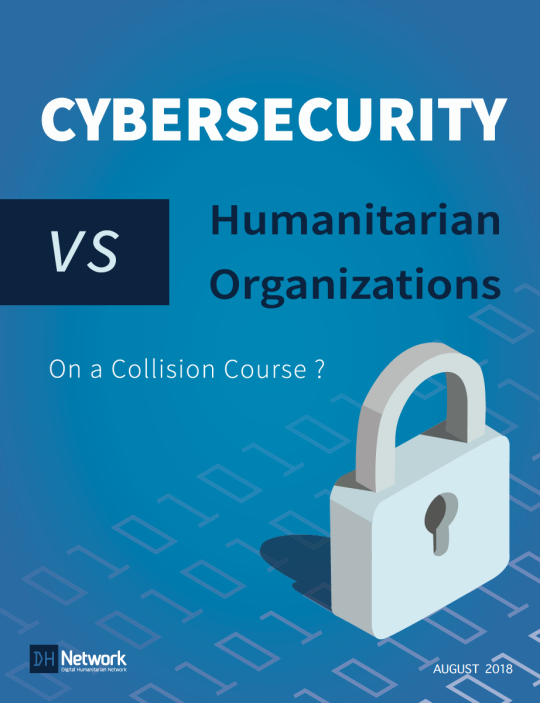 CYBERSECURITY
VS
Humanitarian
Organizations
On a Collision Course ?
DH Network
Digital Humanitarian Network
AUGUST 2018